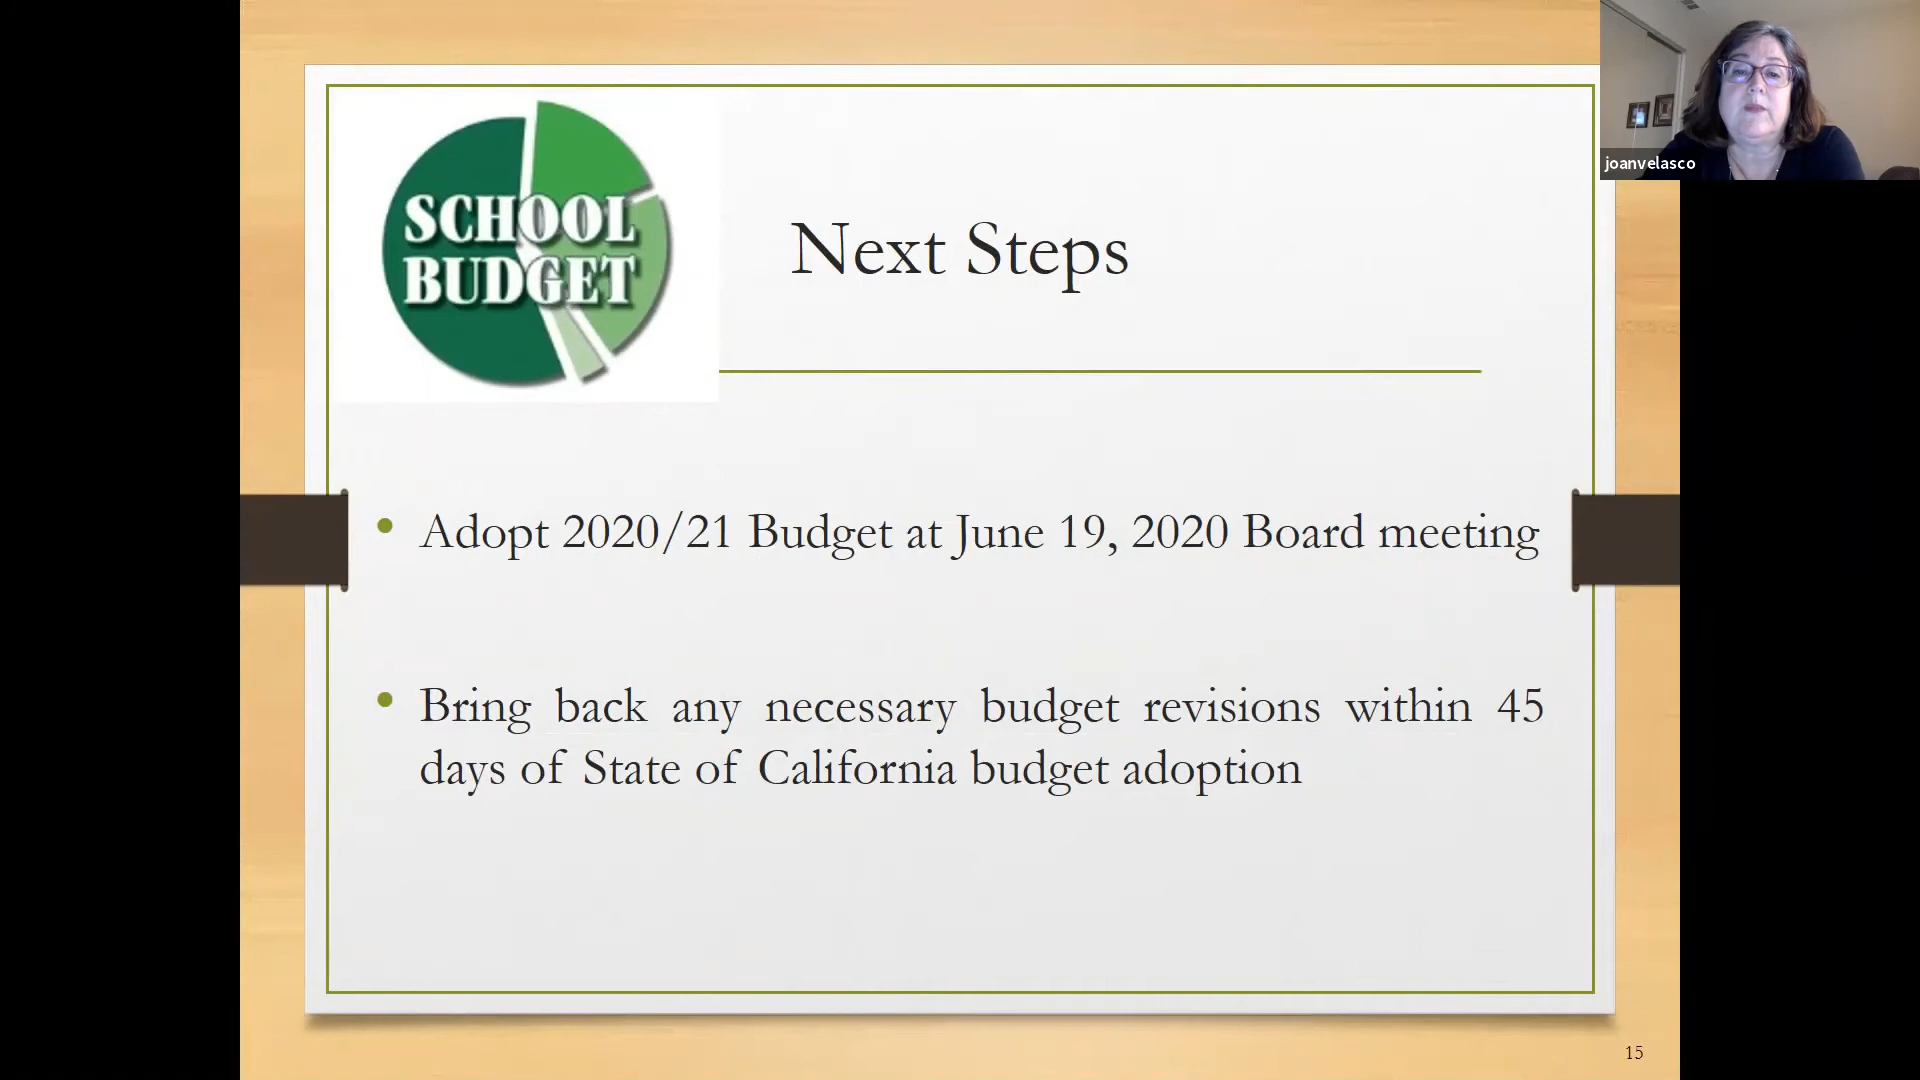 SCHOOL
BUDGET
Next Steps
joanvelasco
• Adopt 2020/21 Budget at June 19, 2020 Board meeting
• Bring back any necessary budget revisions within 45
days of State of California budget adoption
15